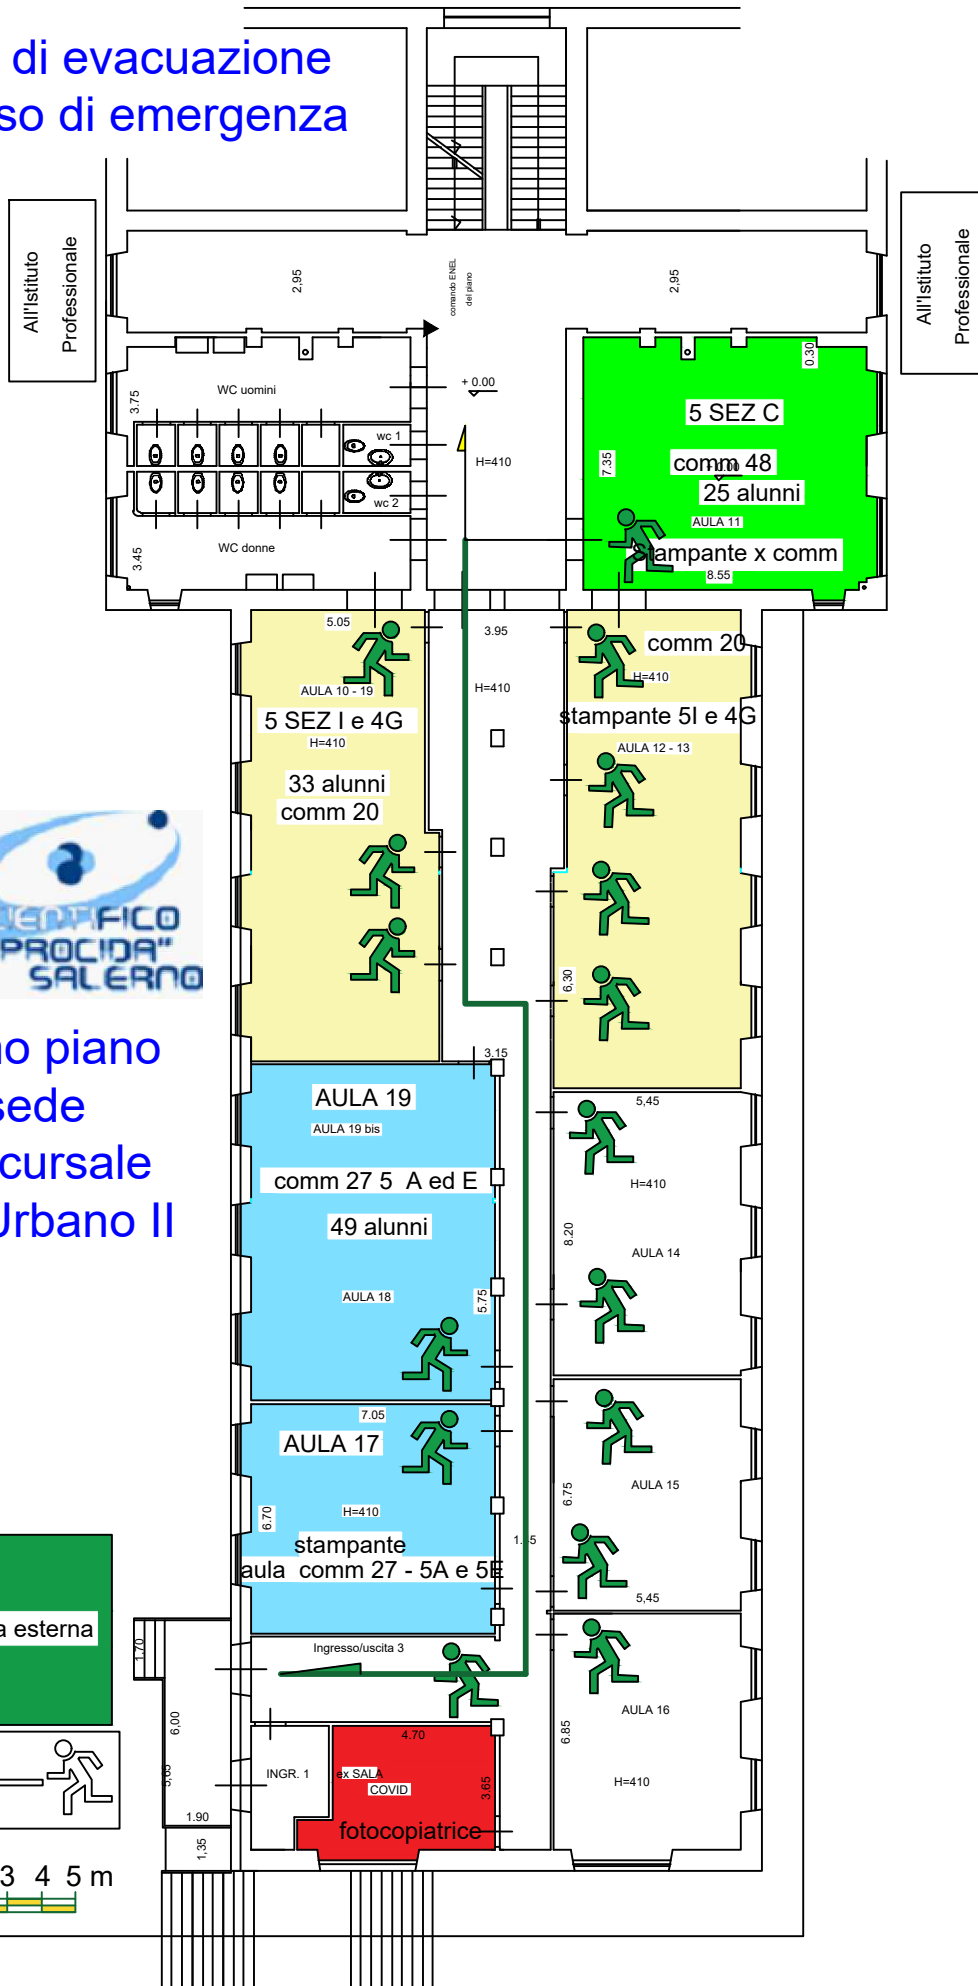 di evacuazione
so di emergenza
All'Istituto
Professionale
All'Istituto
Professionale
2,95
comando ENEL
del piano
2,95
WC uomini
3.75
+ 0.00
wc 1
H=410
wc 2
WC donne
3.45
0.30
5 SEZ C
7.35
comm 48
+ 0.00
25 alunni
AULA 11
stampante x comm
8.55
5.05
3.95
comm 20
AULA 10 - 19
H=410
H=410
5 SEZ I e 4G
stampante 5I e 4G
H=410
AULA 12 - 13
33 alunni
comm 20
6,30
ENTIFICO
PROCIDA"
SALERNO
no piano
sede
cursale
Urbano II
3.15
AULA 19
AULA 19 bis
comm 27 5 A ed E
49 alunni
AULA 18
5.75
5,45
H=410
8.20
AULA 14
7.05
AULA 17
6.70
H=410
stampante
aula comm 27 - 5A e 5E
AULA 15
6.75
5,45
a esterna
1.70
Ingresso/uscita 3
6,00
1.90
1,35
4.70
INGR. 1
ex SALA
COVID
3.65
fotocopiatrice
AULA 16
6.85
H=410
3 4 5 m